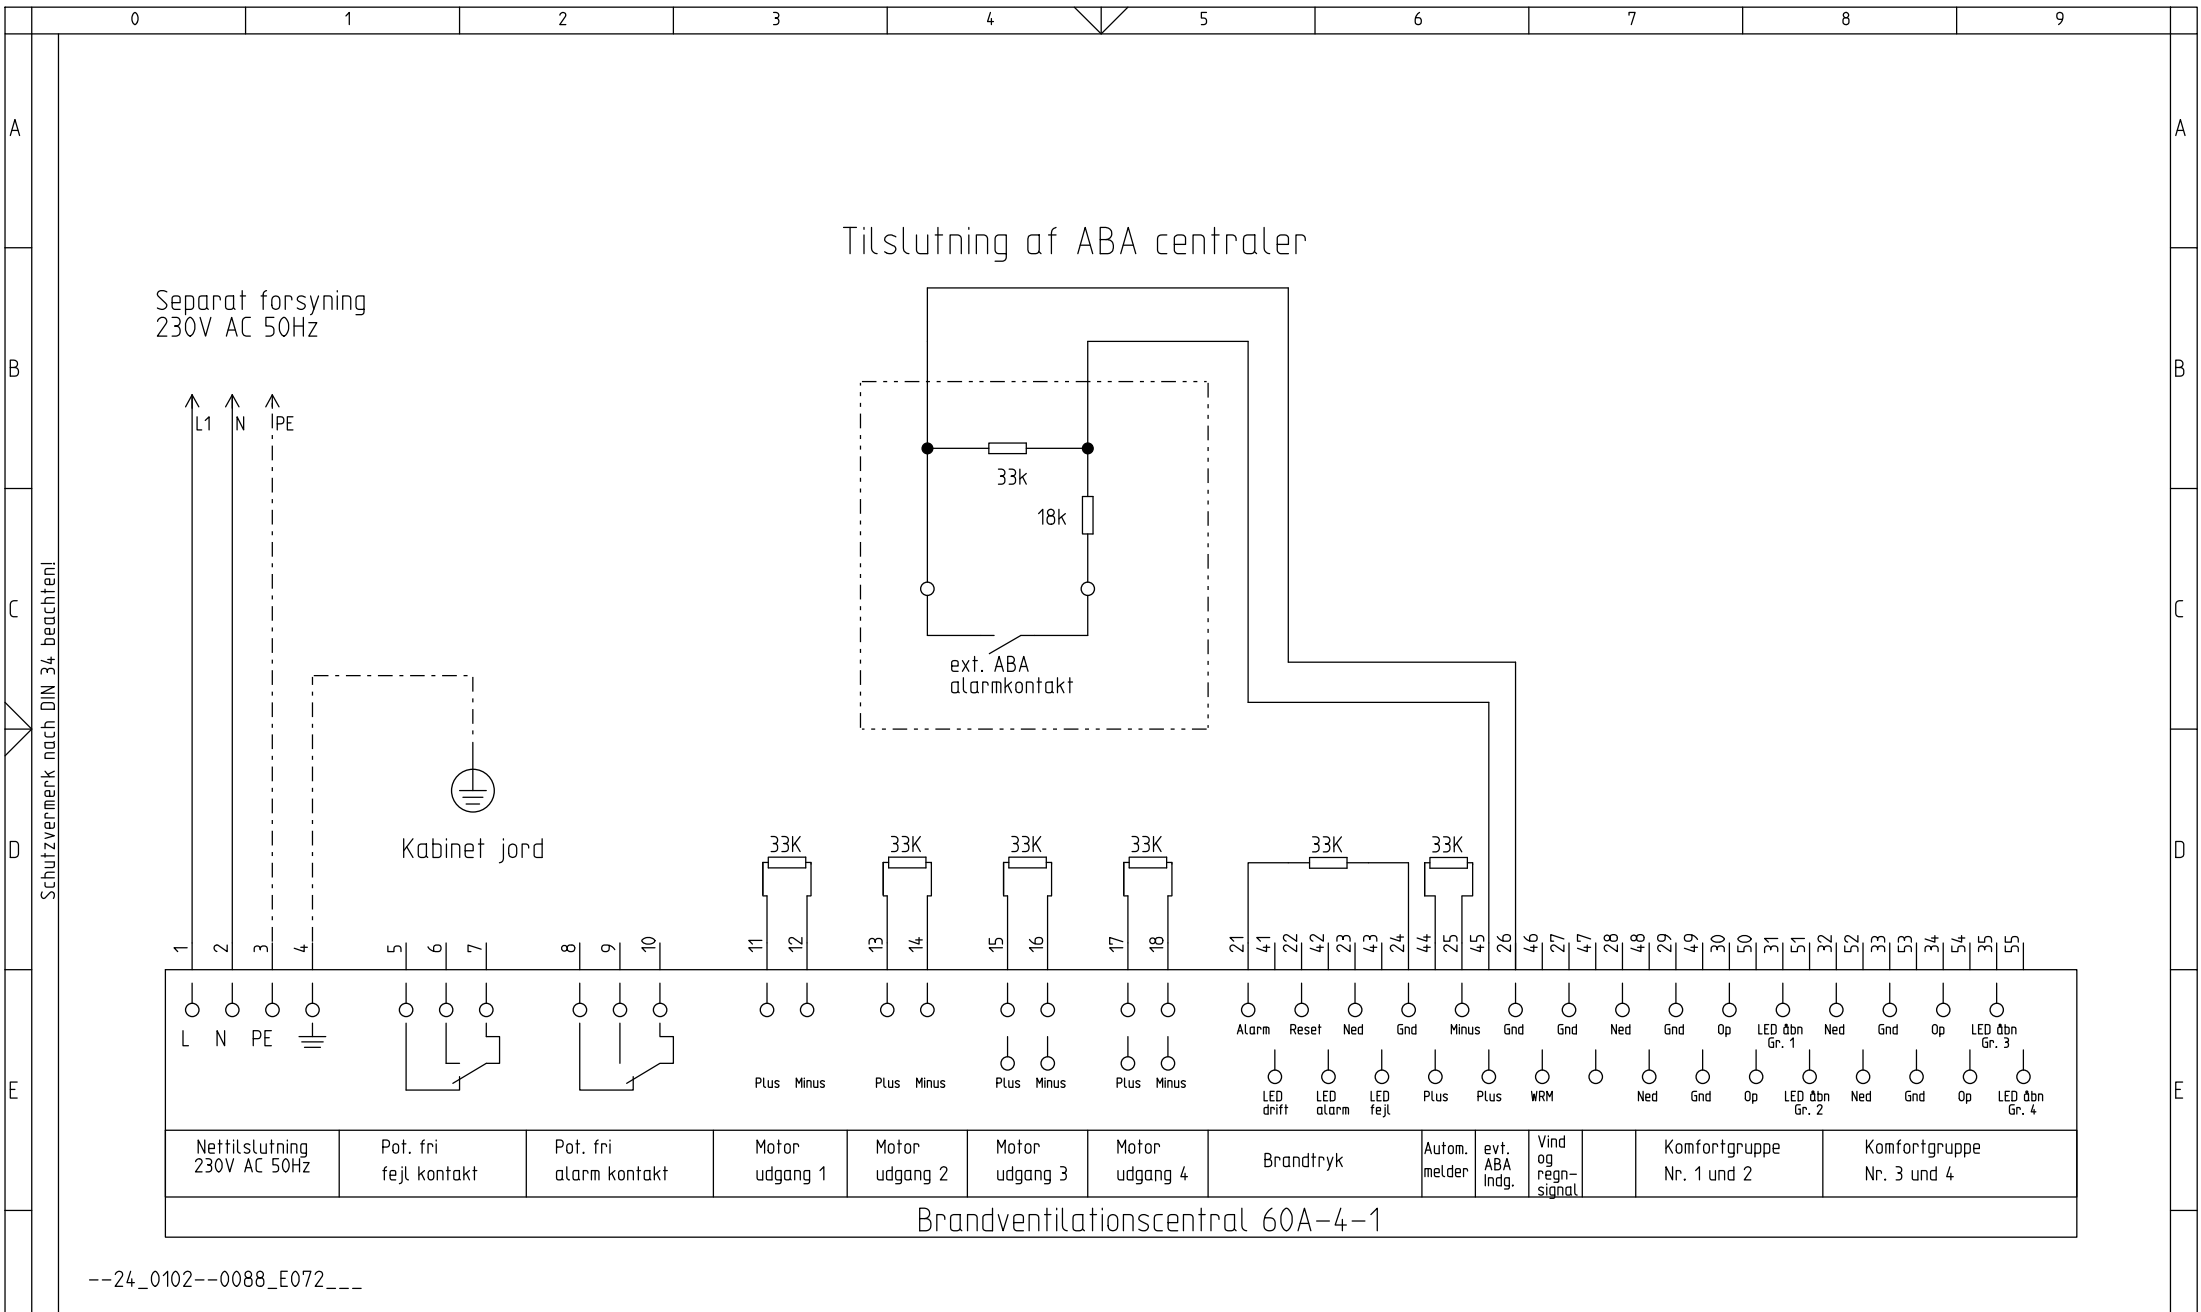 0 1 2 3 4 5 6 7 8 9
A A
Tilslutning af ABA centraler
Separat forsyning
230V AC 50Hz
B B
L1 N PE
33k
18k
C C
ext. ABA
alarmkontakt
Schutzvermerk nach DIN 34 beachten!
Kabinet jord
D D
33K 33K 33K 33K 33K 33K
1 2 3 4 5 6 7 8 9 10 11 12 13 14 15 16 17 18 21 41 22 42 23 43 24 44 25 45 26 46 27 47 28 48 29 49 30 50 31 51 32 52 33 53 34 54 35 55
L N PE
Alarm Reset Ned Gnd Minus Gnd Gnd Ned Gnd Op LED åbn Ned Gnd Op LED åbn
Gr. 1 Gr. 3
E E
Plus Minus Plus Minus Plus Minus Plus Minus
LED LED LED Plus Plus WRM Ned Gnd Op LED åbn Ned Gnd Op LED åbn
drift alarm fejl Gr. 2 Gr. 4
Nettilslutning
230V AC 50Hz
Pot. fri
fejl kontakt
Pot. fri
alarm kontakt
Motor
udgang 1
Motor
udgang 2
Motor
udgang 3
Motor
udgang 4
Brandtryk
Autom.
melder
evt.
ABA
Indg.
Vind
og
regn-
signal
Komfortgruppe
Nr. 1 und 2
Komfortgruppe
Nr. 3 und 4
Brandventilationscentral 60A-4-1
--24_0102--0088_E072___